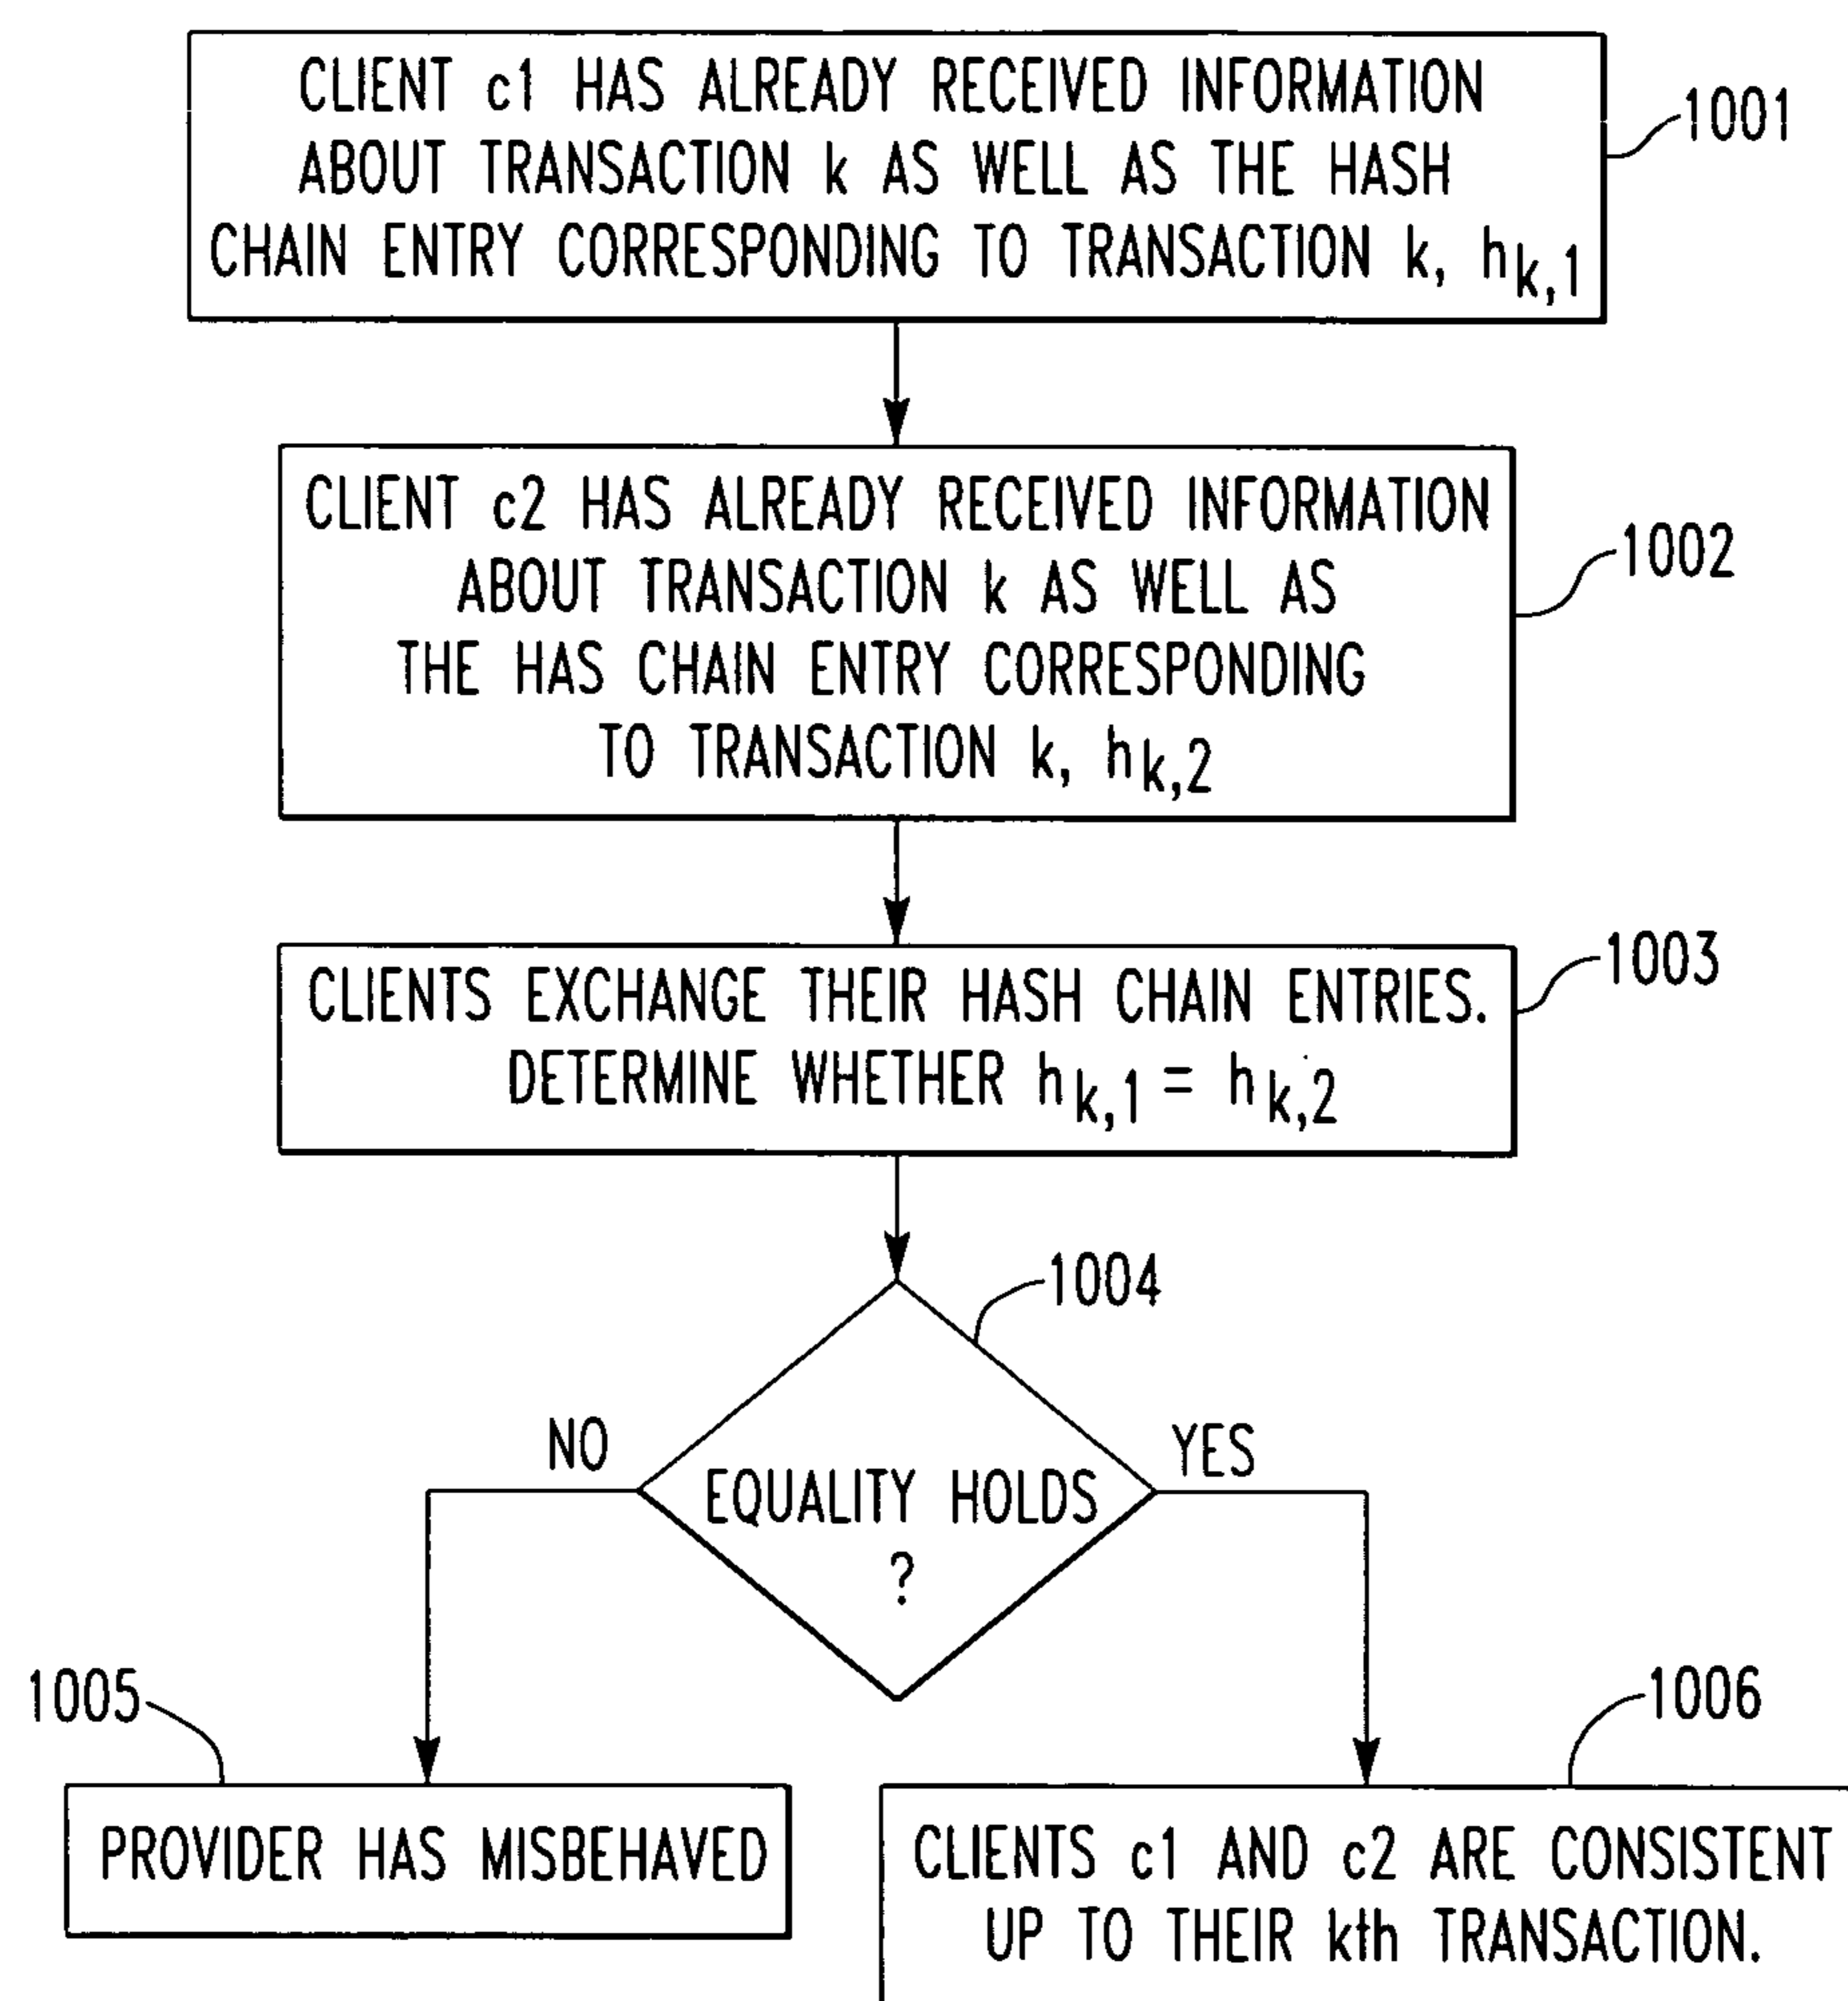 CLIENT c1 HAS ALREADY RECEIVED INFORMATION
ABOUT TRANSACTION k AS WELL AS THE HASH
CHAIN ENTRY CORRESPONDING TO TRANSACTION k, hk,1
1001
CLIENT c2 HAS ALREADY RECEIVED INFORMATION
ABOUT TRANSACTION k AS WELL AS
THE HAS CHAIN ENTRY CORRESPONDING
TO TRANSACTION k, hk,2
1002
CLIENTS EXCHANGE THEIR HASH CHAIN ENTRIES.
DETERMINE WHETHER hk,1 = hk,2
1003
1004
NO
YES
EQUALITY HOLDS
?
1005
1006
PROVIDER HAS MISBEHAVED
CLIENTS c1 AND c2 ARE CONSISTENT
UP TO THEIR kth TRANSACTION.